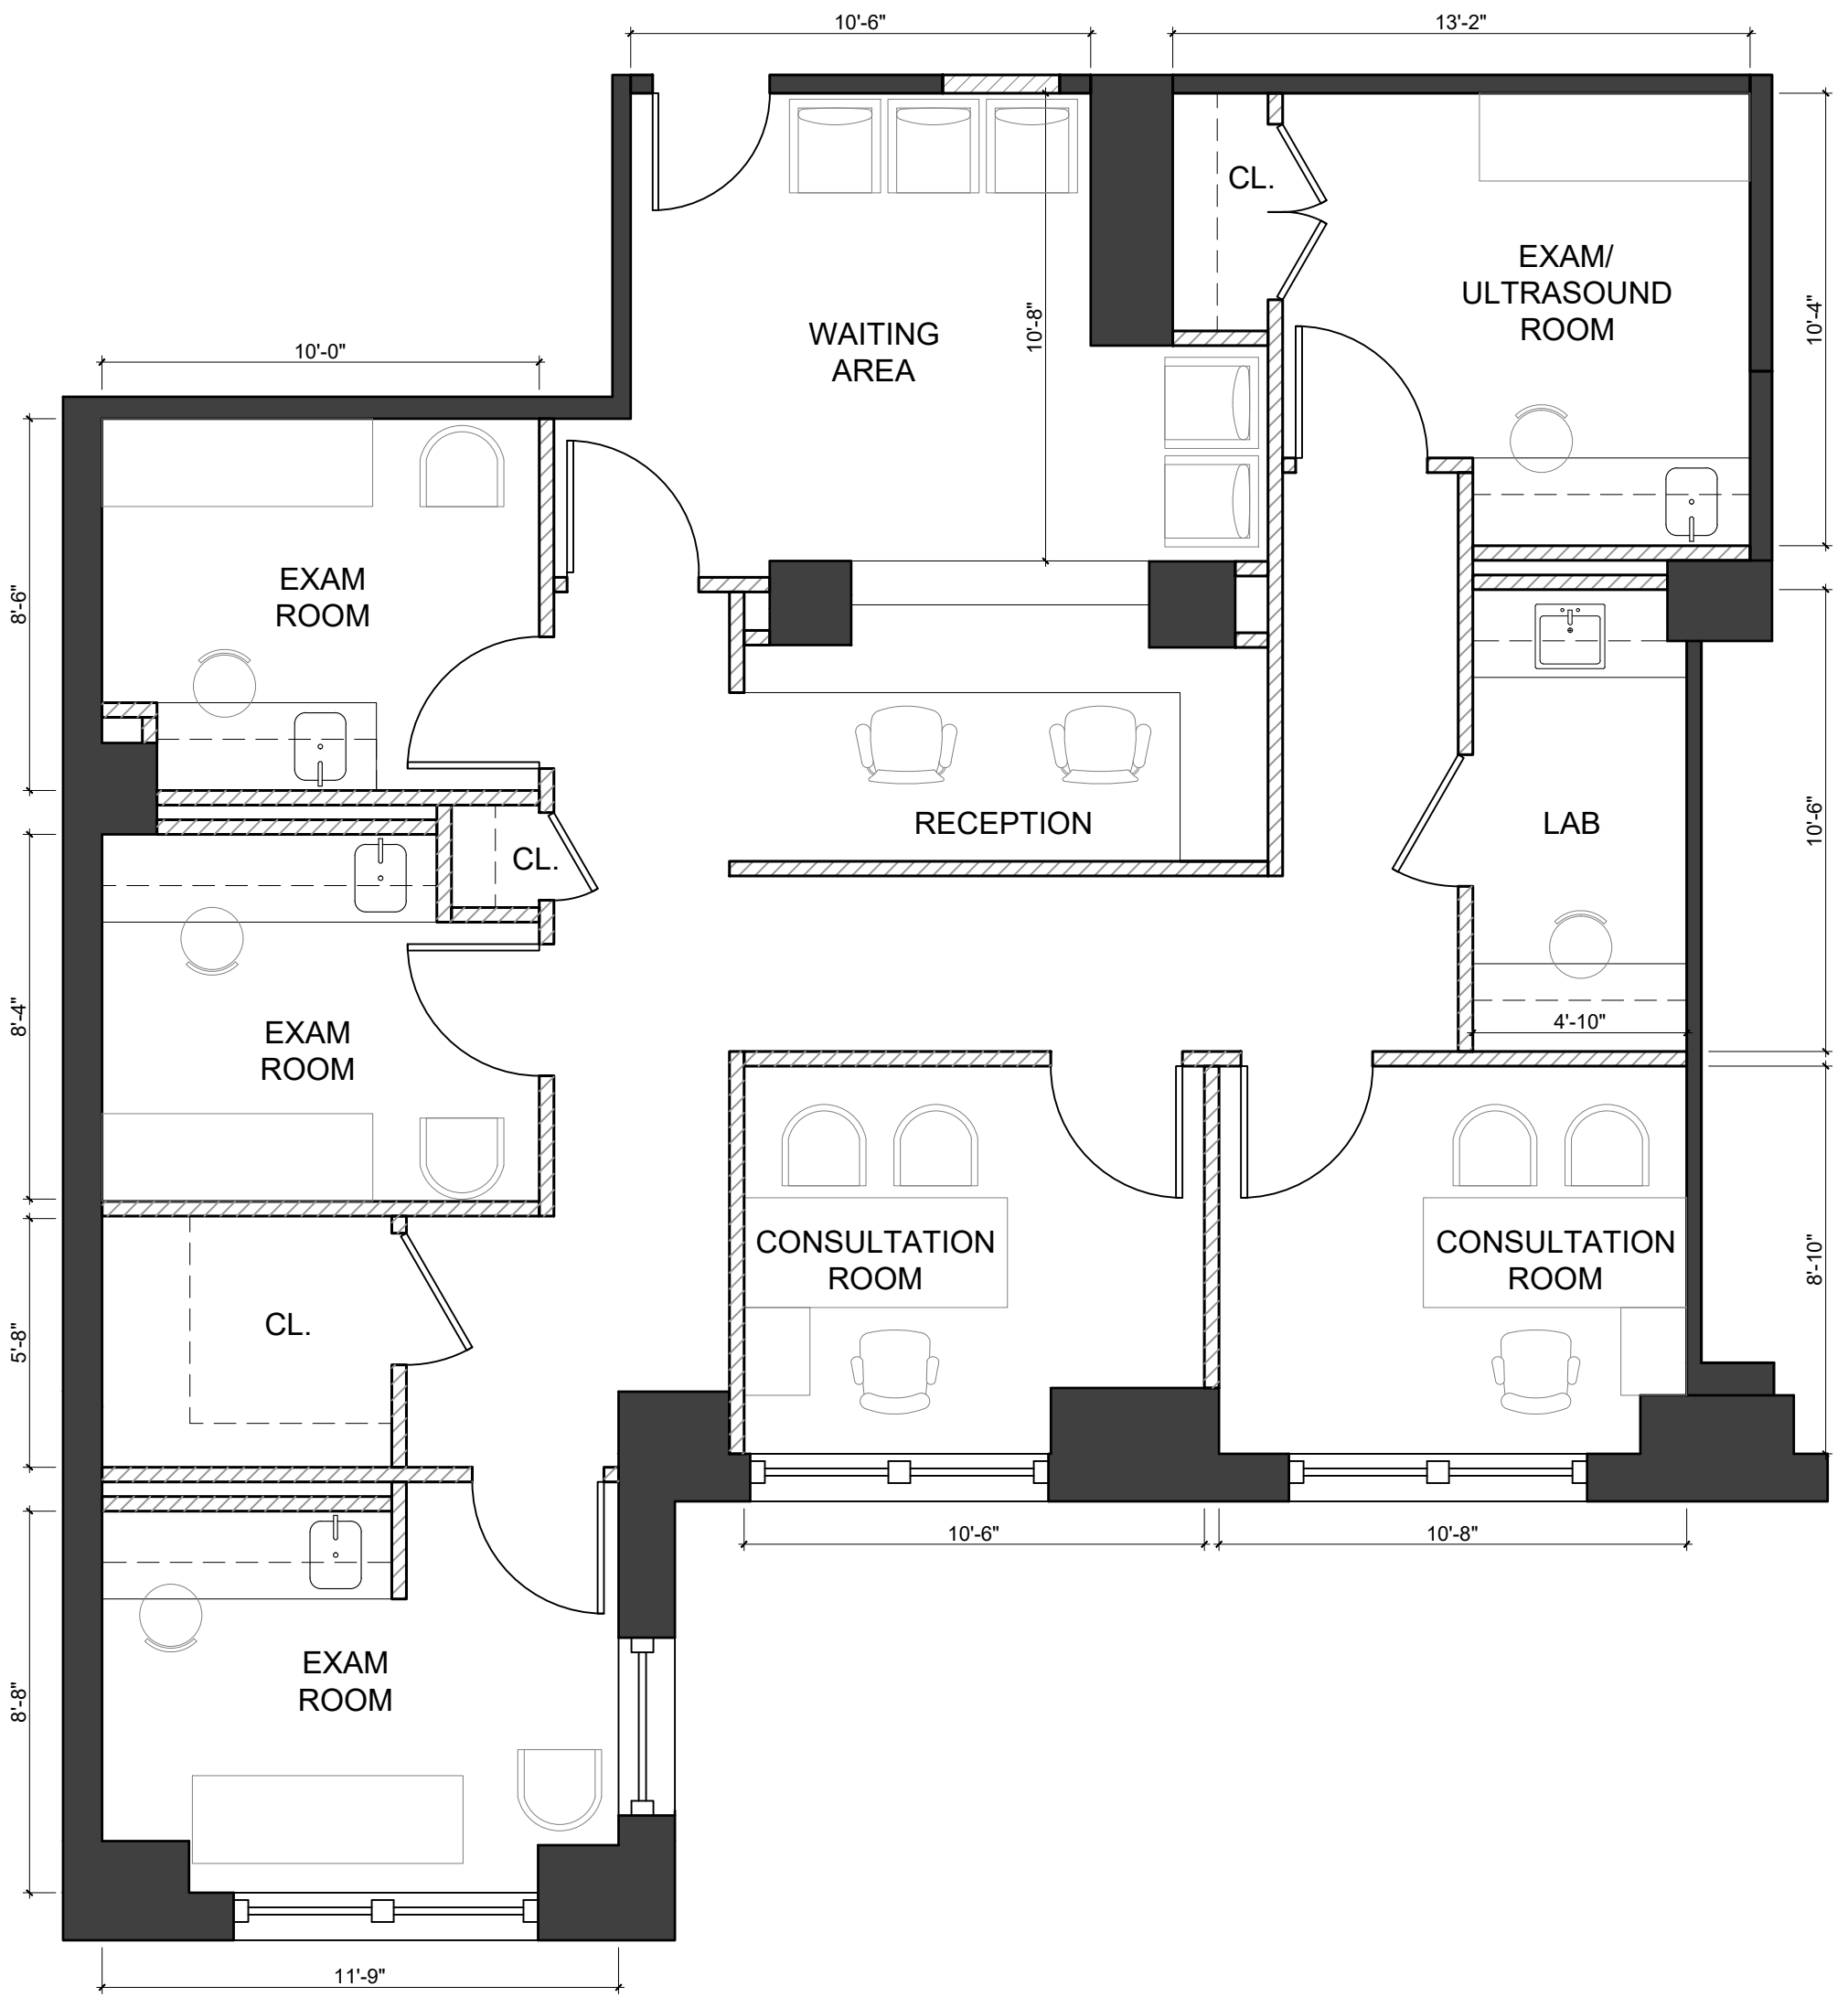 10'-6"
13'-2"
CL.
EXAM/
ULTRASOUND
ROOM
10'-4"
WAITING
AREA
10'-8"
10'-0"
8'-6"
EXAM
ROOM
RECEPTION
LAB
10'-6"
CL.
8'-4"
EXAM
ROOM
4'-10"
CONSULTATION
ROOM
CONSULTATION
ROOM
8'-10"
5'-8"
CL.
10'-6"
10'-8"
8'-8"
EXAM
ROOM
11'-9"